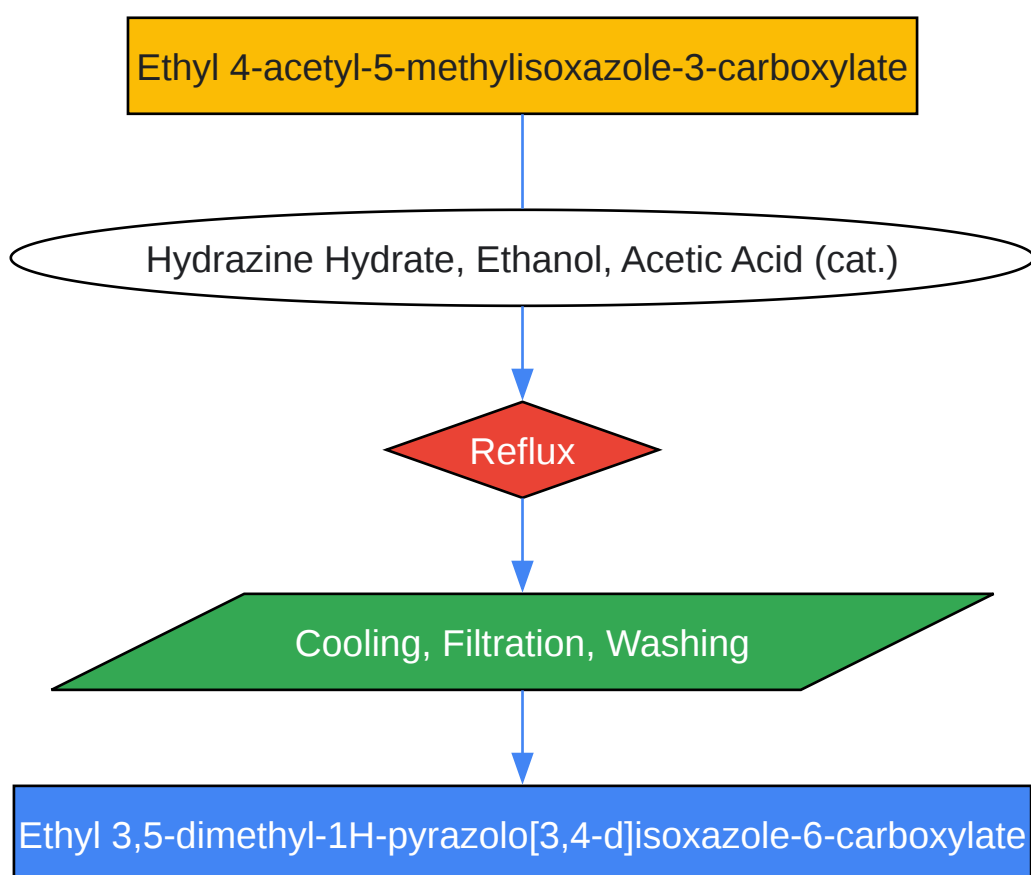 Ethyl 4-acetyl-5-methylisoxazole-3-carboxylate
Hydrazine Hydrate, Ethanol, Acetic Acid (cat.)
Reflux
Cooling, Filtration, Washing
Ethyl 3,5-dimethyl-1H-pyrazolo[3,4-d]isoxazole-6-carboxylate